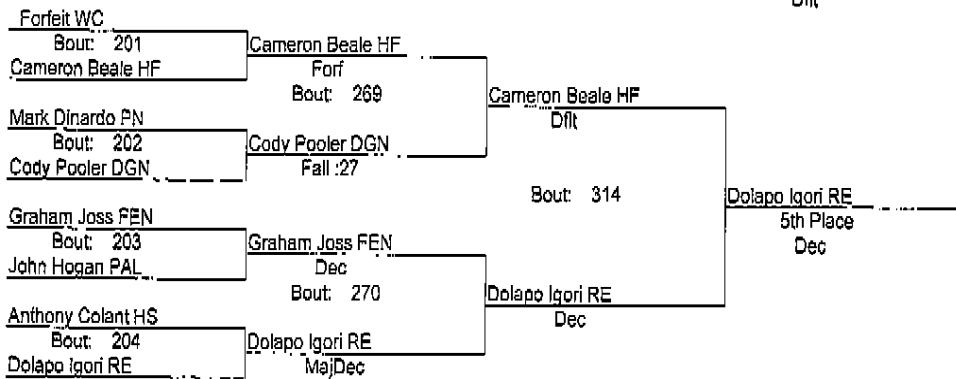 Dflt
Forfeit WC
Bout: 201
Cameron Beale HF
Cameron Beale HF
Forf
Bout: 269
Mark Dinardo PN
Bout: 202
Cody Pooler DGN
Cody Pooler DGN
Fall :27
Cameron Beale HF
Dflt
Bout: 314
Graham Joss FEN
Bout: 203
John Hogan PAL
Graham Joss FEN
Dec
Bout: 270
Anthony Colant HS
Bout: 204
Dolapo Igori RE
Dolapo Igori RE
MajDec
Dolapo Igori RE
Dec
Dolapo Igori RE
5th Place
Dec